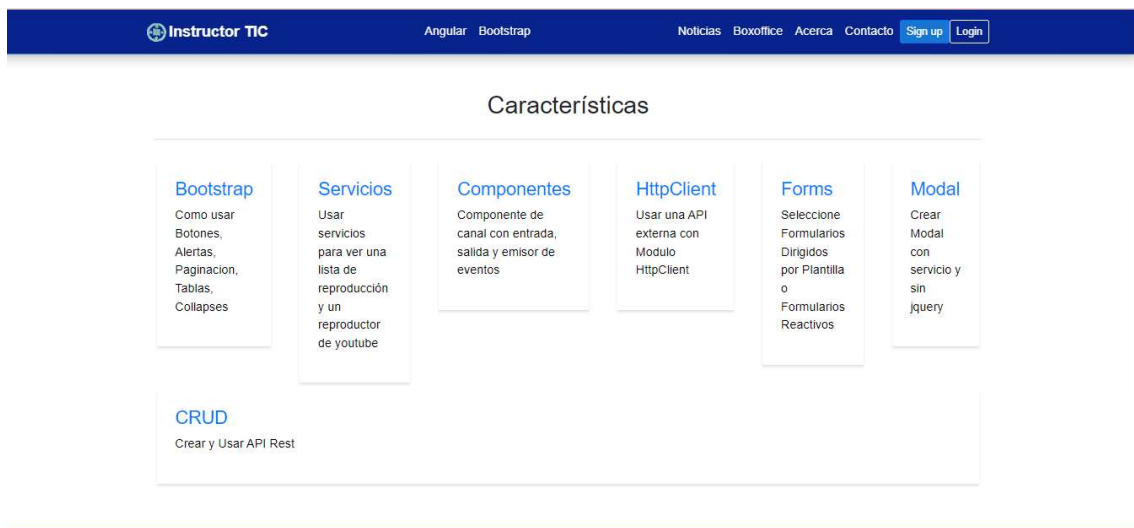 Instructor TIC
Angular Bootstrap
Noticias Boxoffice Acerca Contacto Sign up Login
Características
Bootstrap
Como usar
Botones,
Alertas,
Paginacion,
Tablas,
Collapses
Servicios
Usar
servicios
para ver una
lista de
reproducción
y un
reproductor
de youtube
Componentes
Componente de
canal con entrada,
salida y emisor de
eventos
HttpClient
Usar una API
externa con
Modulo
HttpClient
Forms
Seleccione
Formularios
Dirigidos
por Plantilla
o
Formularios
Reactivos
Modal
Crear
Modal
con
servicio y
sin
jquery
CRUD
Crear y Usar API Rest